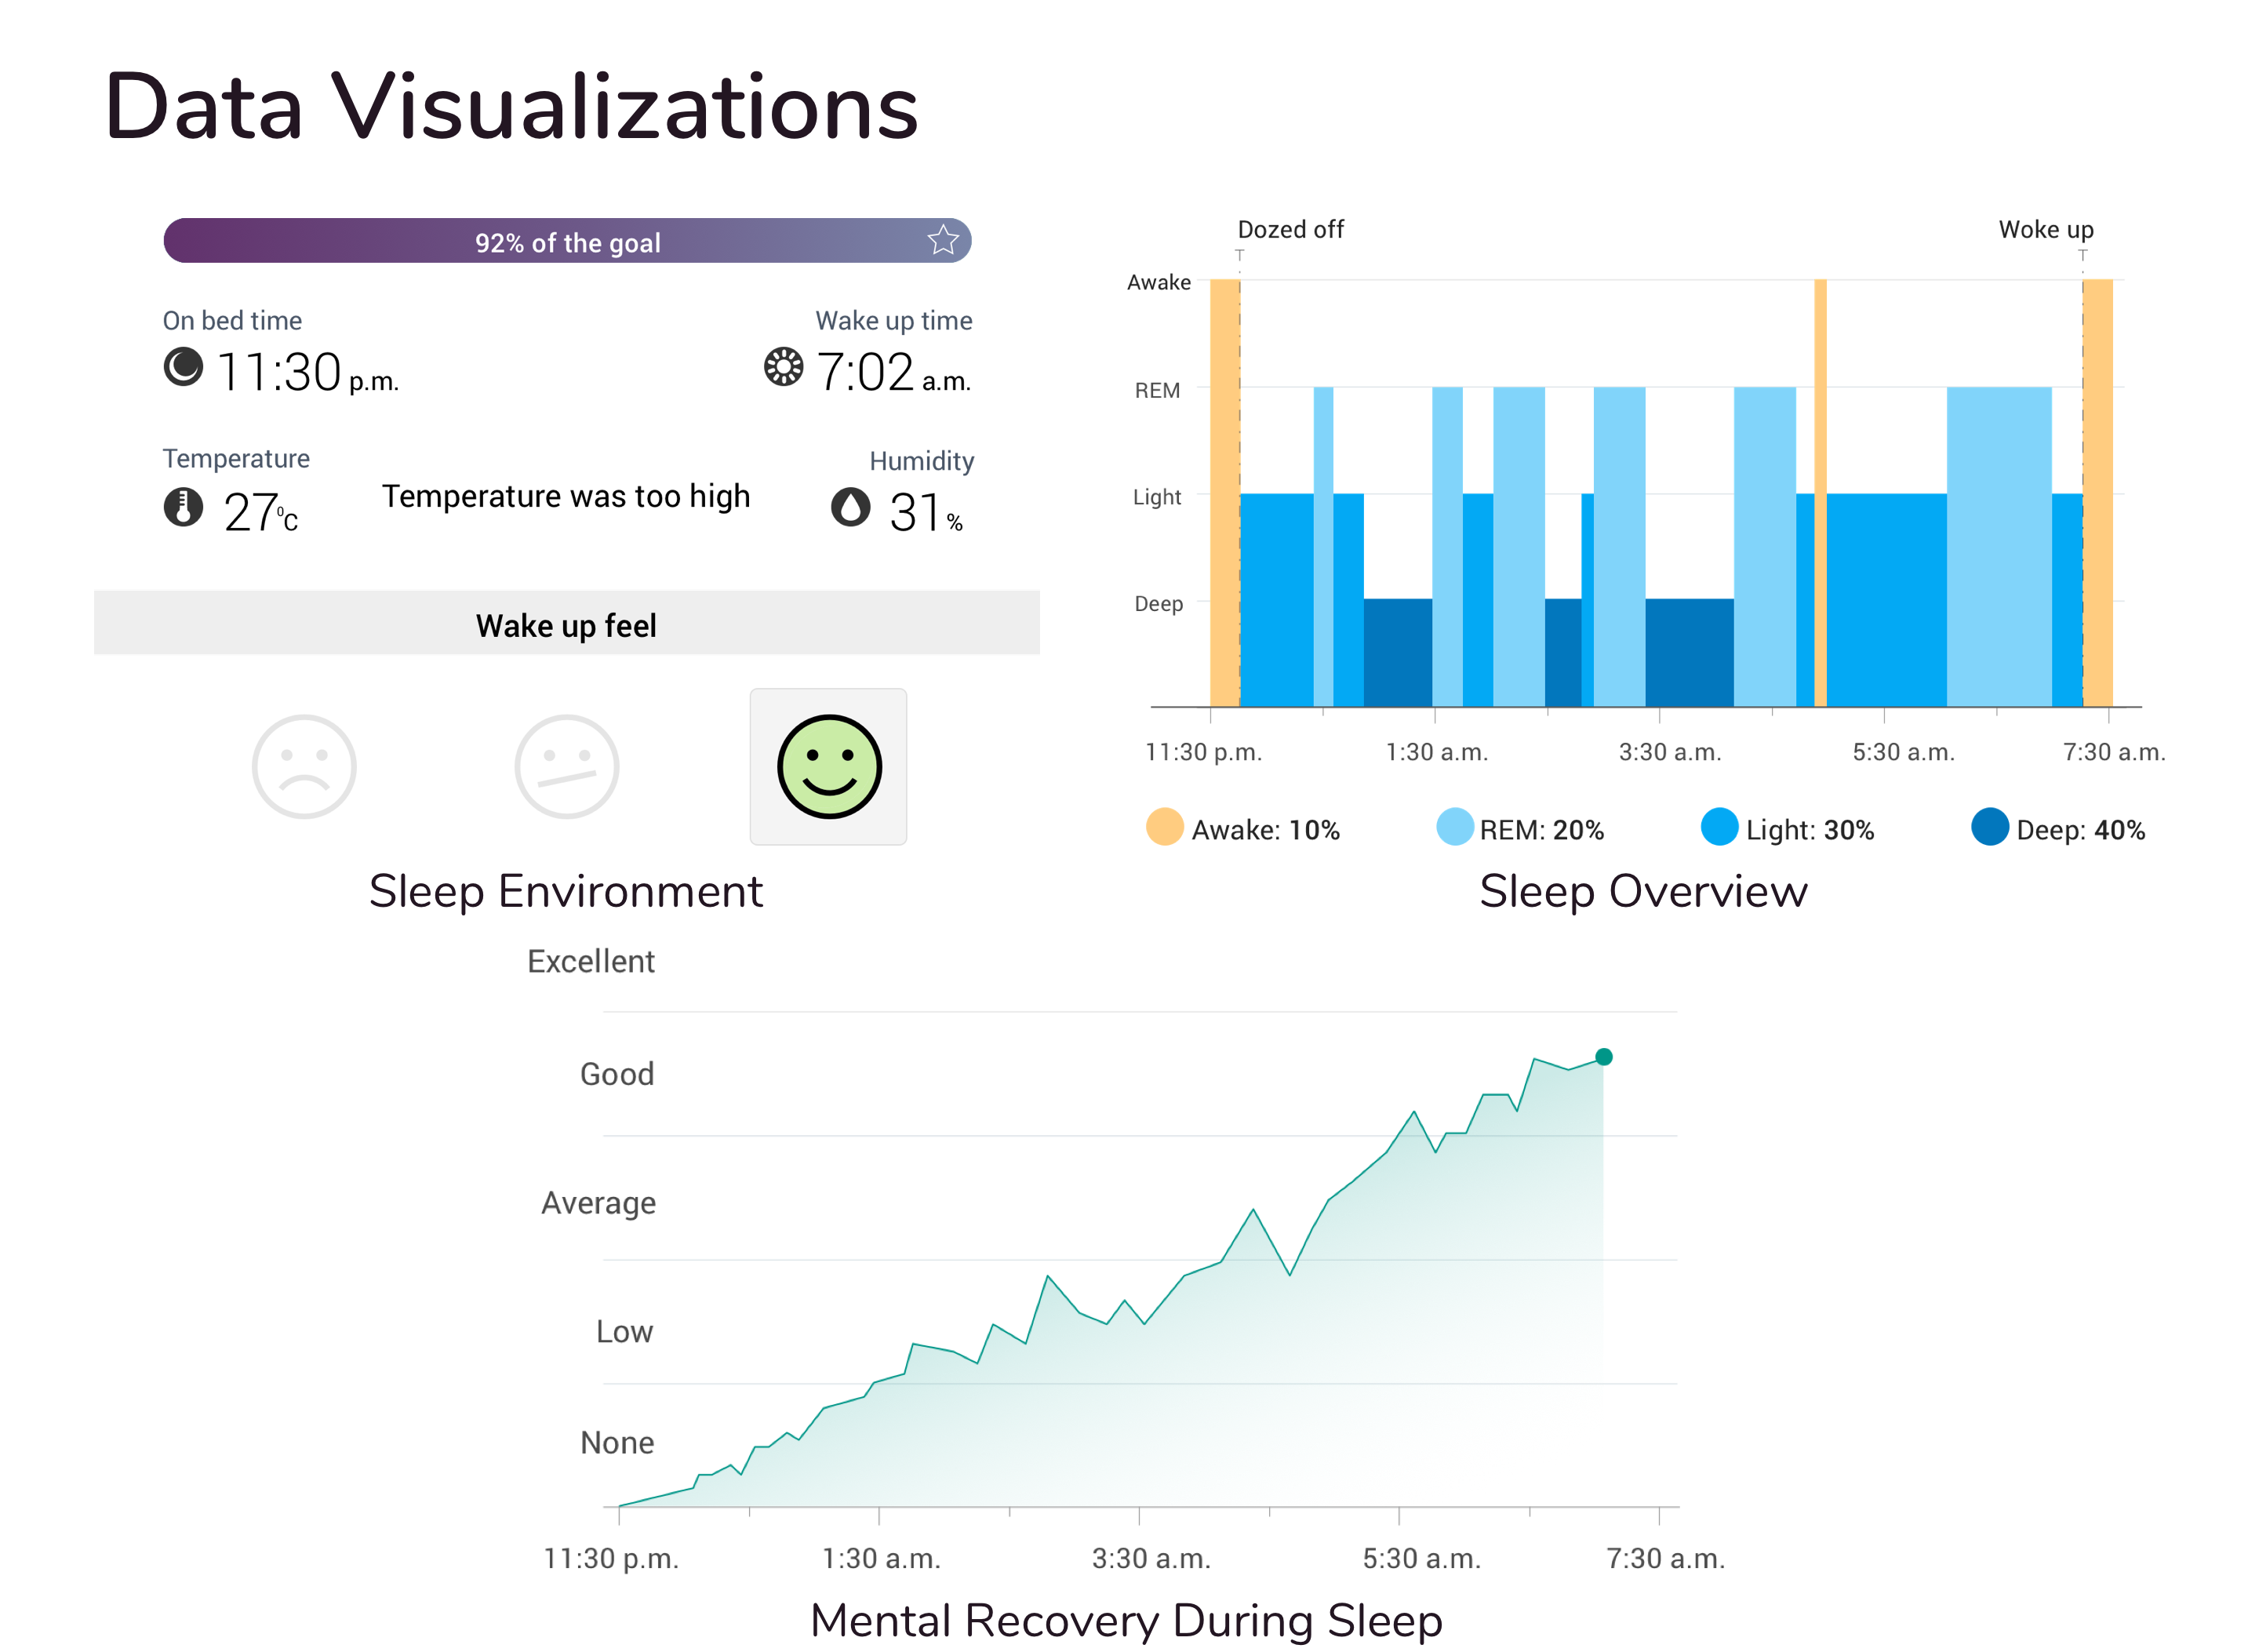 Data Visualizations
92% of the goal
On bed time
Wake up time
11:30 p.m.
7:02 a.m.
Temperature
Humidity
27°C
Temperature was too high
31 %
Wake up feel
Sleep Environment
Dozed off
Woke up
Awake
REM
Light
Deep
11:30 p.m.
1:30 a.m.
3:30 a.m.
5:30 a.m.
7:30 a.m.
Awake: 10%
REM: 20%
Light: 30%
Deep: 40%
Sleep Overview
Excellent
Good
Average
Low
None
11:30 p.m.
1:30 a.m.
3:30 a.m.
5:30 a.m.
7:30 a.m.
Mental Recovery During Sleep